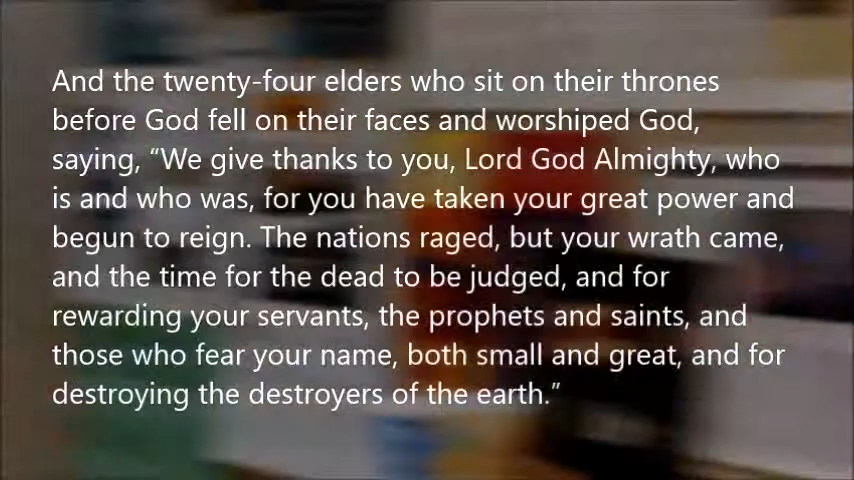 And the twenty-four elders who sit on their thrones
before God fell on their faces and worshiped God,
saying, “We give thanks to you, Lord God Almighty, who
is and who was, for you have taken your great power and
begun to reign. The nations raged, but your wrath came,
and the time for the dead to be judged, and for
rewarding your servants, the prophets and saints, and
those who fear your name, both small and great, and for
destroying the destroyers of the earth.”